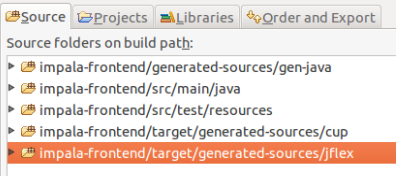 Source Projects Libraries Order and Export
Source folders on build path:
impala-frontend/generated-sources/gen-java
impala-frontend/src/main/java
impala-frontend/src/test/resources
impala-frontend/target/generated-sources/cup
impala-frontend/target/generated-sources/jflex